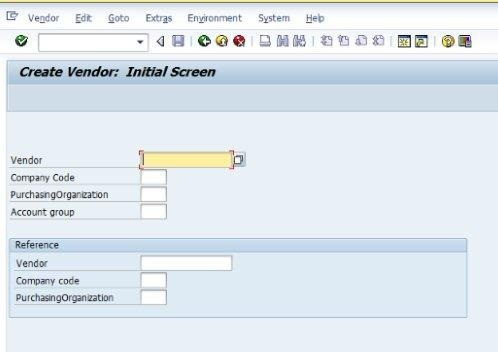 Vendor Edit Goto Extras Environment System Help
Create Vendor: Initial Screen
Vendor
Company Code
PurchasingOrganization
Account group
Reference
Vendor
Company code
PurchasingOrganization